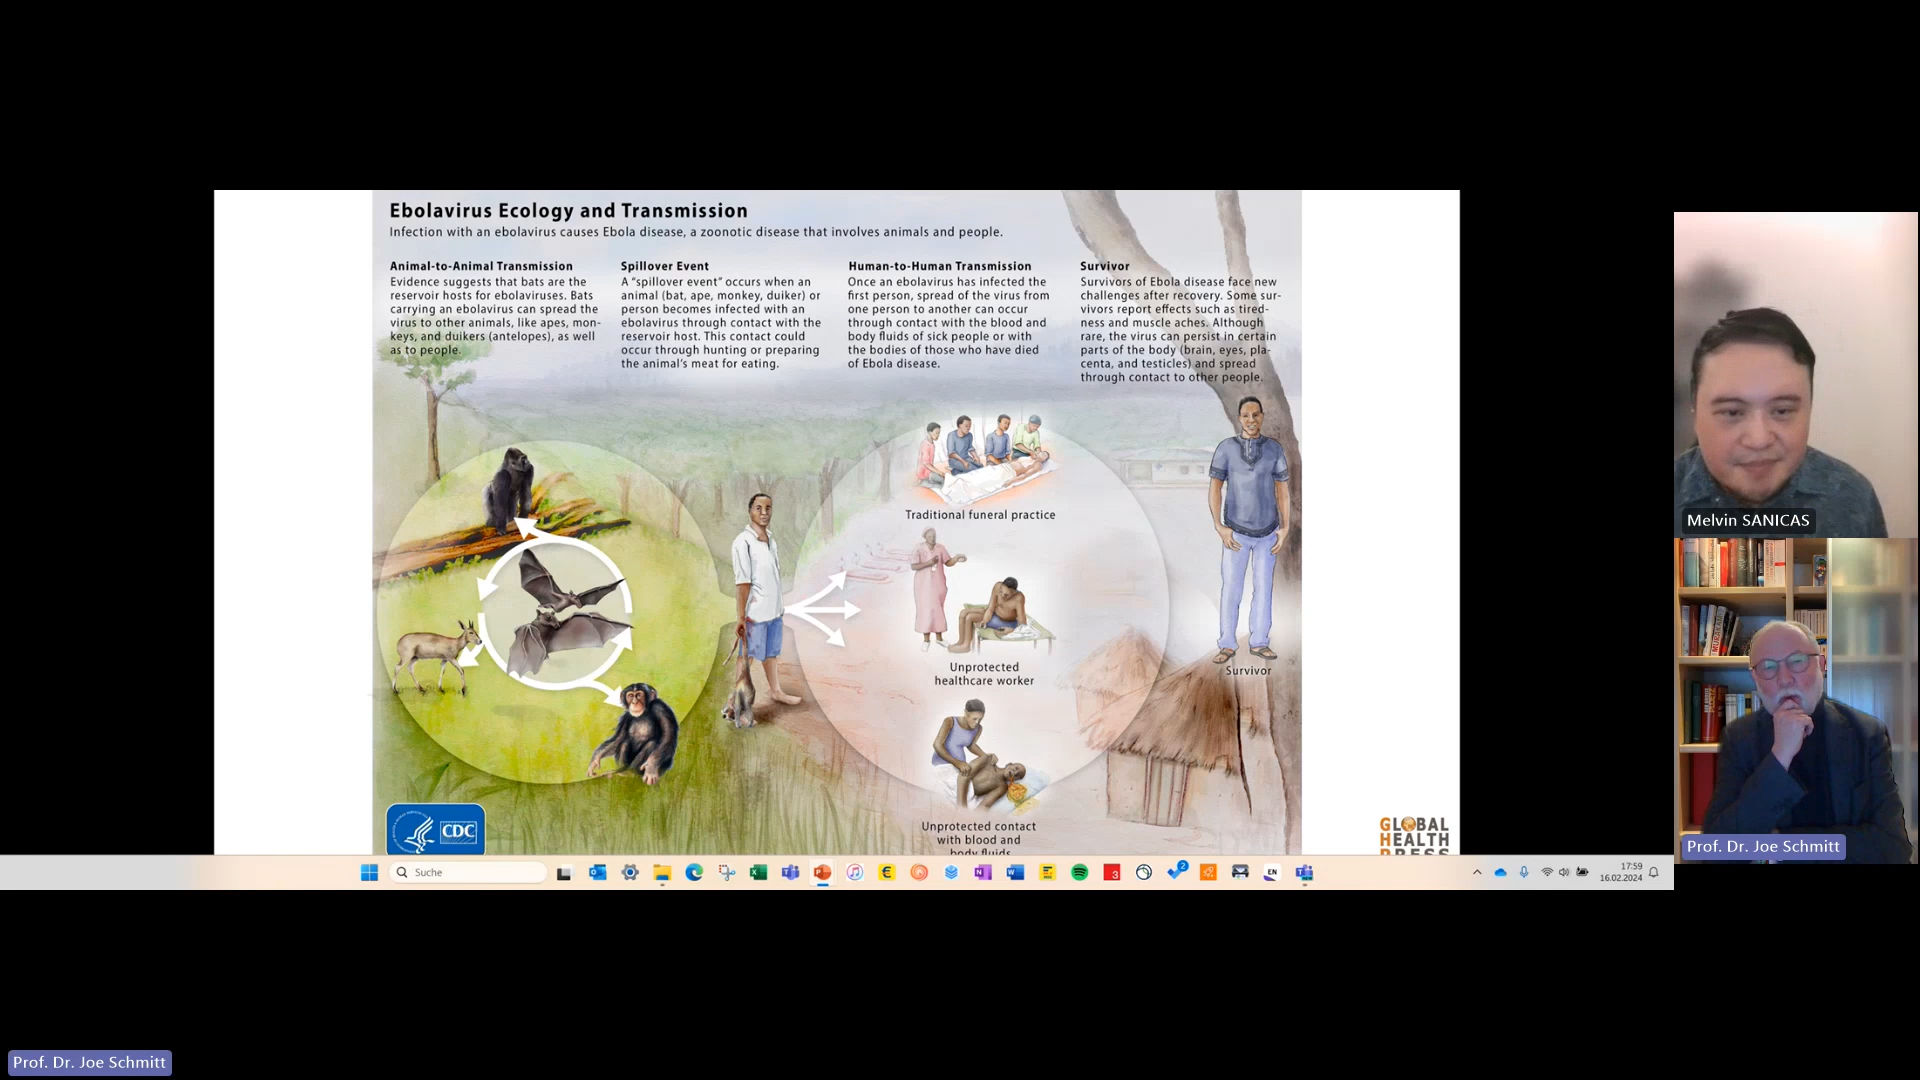 Ebolavirus Ecology and Transmission
Infection with an ebolavirus causes Ebola disease, a zoonotic disease that involves animals and people.
Animal-to-Animal Transmission
Evidence suggests that bats are the
reservoir hosts for ebolaviruses. Bats
carrying an ebolavirus can spread the
virus to other animals, like apes, mon-
keys, and duikers (antelopes), as well
as to people.
Spillover Event
A “spillover event” occurs when an
animal (bat, ape, monkey, duiker) or
person becomes infected with an
ebolavirus through contact with the
reservoir host. This contact could
occur through hunting or preparing
the animal’s meat for eating.
Human-to-Human Transmission
Once an ebolavirus has infected the
first person, spread of the virus from
one person to another can occur
through contact with the blood and
body fluids of sick people or with
the bodies of those who have died
of Ebola disease.
Survivor
Survivors of Ebola disease face new
challenges after recovery. Some sur-
vivors report effects such as tired-
ness and muscle aches. Although
rare, the virus can persist in certain
parts of the body (brain, eyes, pla-
centa, and testicles) and spread
through contact to other people.
Traditional funeral practice
Unprotected
healthcare worker
Survivor
Unprotected contact
with blood and
body fluids
CDC
GLOBAL
HEALTH
PRESS
Suche
3
2
EN
17:59
16.02.2024
Melvin SANICAS
Prof. Dr. Joe Schmitt
Prof. Dr. Joe Schmitt